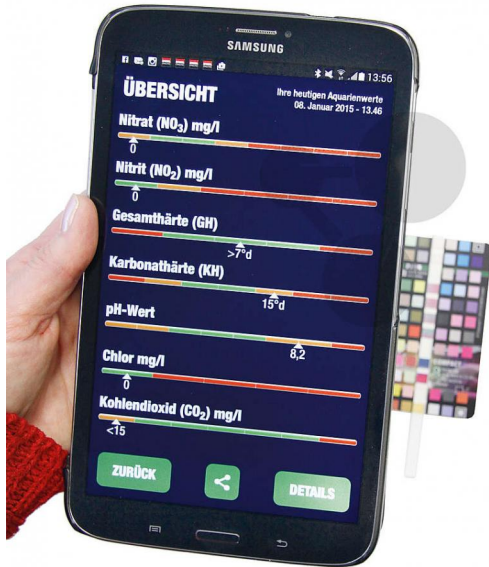 SAMSUNG
13:56
ÜBERSICHT
Ihre heutigen Aquarienwerte
08. Januar 2015 - 13.46
Nitrat (NO₃) mg/l
0
Nitrit (NO₂) mg/l
0
Gesamthärte (GH)
>7°d
Karbonathärte (KH)
15°d
pH-Wert
8,2
Chlor mg/l
0
Kohlendioxid (CO₂) mg/l
<15
ZURÜCK
DETAILS